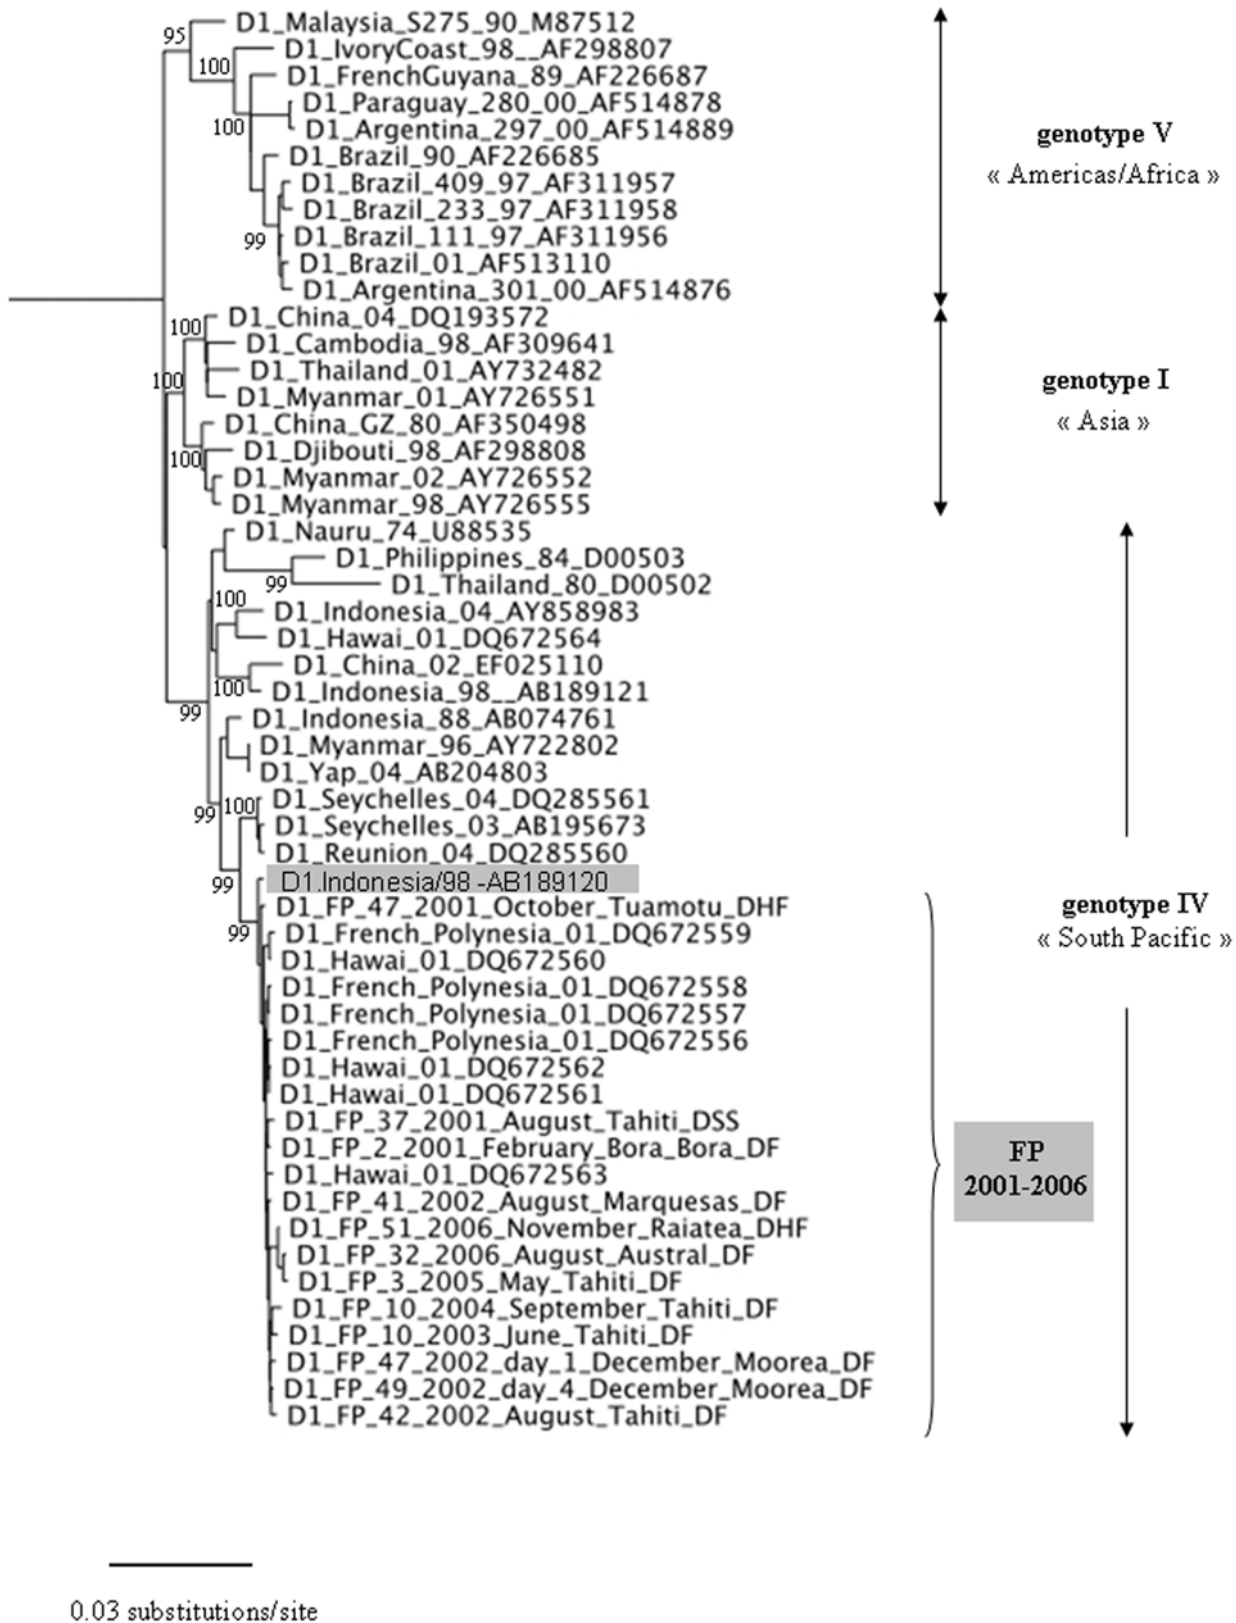 95
D1_Malaysia_S275_90_M87512
D1_IvoryCoast_98__AF298807
100
D1_FrenchGuyana_89_AF226687
D1_Paraguay_280_00_AF514878
100
D1_Argentina_297_00_AF514889
genotype V
D1_Brazil_90_AF226685
« Americas/Africa »
D1_Brazil_409_97_AF311957
D1_Brazil_233_97_AF311958
99
D1_Brazil_111_97_AF311956
D1_Brazil_01_AF513110
D1_Argentina_301_00_AF514876
100
D1_China_04_DQ193572
D1_Cambodia_98_AF309641
D1_Thailand_01_AY732482
100
genotype I
D1_Myanmar_01_AY726551
D1_China_GZ_80_AF350498
« Asia »
100
D1_Djibouti_98_AF298808
D1_Myanmar_02_AY726552
D1_Myanmar_98_AY726555
D1_Nauru_74_U88535
D1_Philippines_84_D00503
99
D1_Thailand_80_D00502
100
D1_Indonesia_04_AY858983
D1_Hawai_01_DQ672564
D1_China_02_EF025110
100
D1_Indonesia_98__AB189121
99
D1_Indonesia_88_AB074761
D1_Myanmar_96_AY722802
D1_Yap_04_AB204803
99
100
D1_Seychelles_04_DQ285561
D1_Seychelles_03_AB195673
D1_Reunion_04_DQ285560
99
D1.Indonesia/98 -AB189120
D1_FP_47_2001_October_Tuamotu_DHF
genotype IV
99
D1_French_Polynesia_01_DQ672559
« South Pacific »
D1_Hawai_01_DQ672560
D1_French_Polynesia_01_DQ672558
D1_French_Polynesia_01_DQ672557
D1_French_Polynesia_01_DQ672556
D1_Hawai_01_DQ672562
D1_Hawai_01_DQ672561
D1_FP_37_2001_August_Tahiti_DSS
D1_FP_2_2001_February_Bora_Bora_DF
FP
D1_Hawai_01_DQ672563
2001-2006
D1_FP_41_2002_August_Marquesas_DF
D1_FP_51_2006_November_Raiatea_DHF
D1_FP_32_2006_August_Austral_DF
D1_FP_3_2005_May_Tahiti_DF
D1_FP_10_2004_September_Tahiti_DF
D1_FP_10_2003_June_Tahiti_DF
D1_FP_47_2002_day_1_December_Moorea_DF
D1_FP_49_2002_day_4_December_Moorea_DF
D1_FP_42_2002_August_Tahiti_DF
0.03 substitutions/site